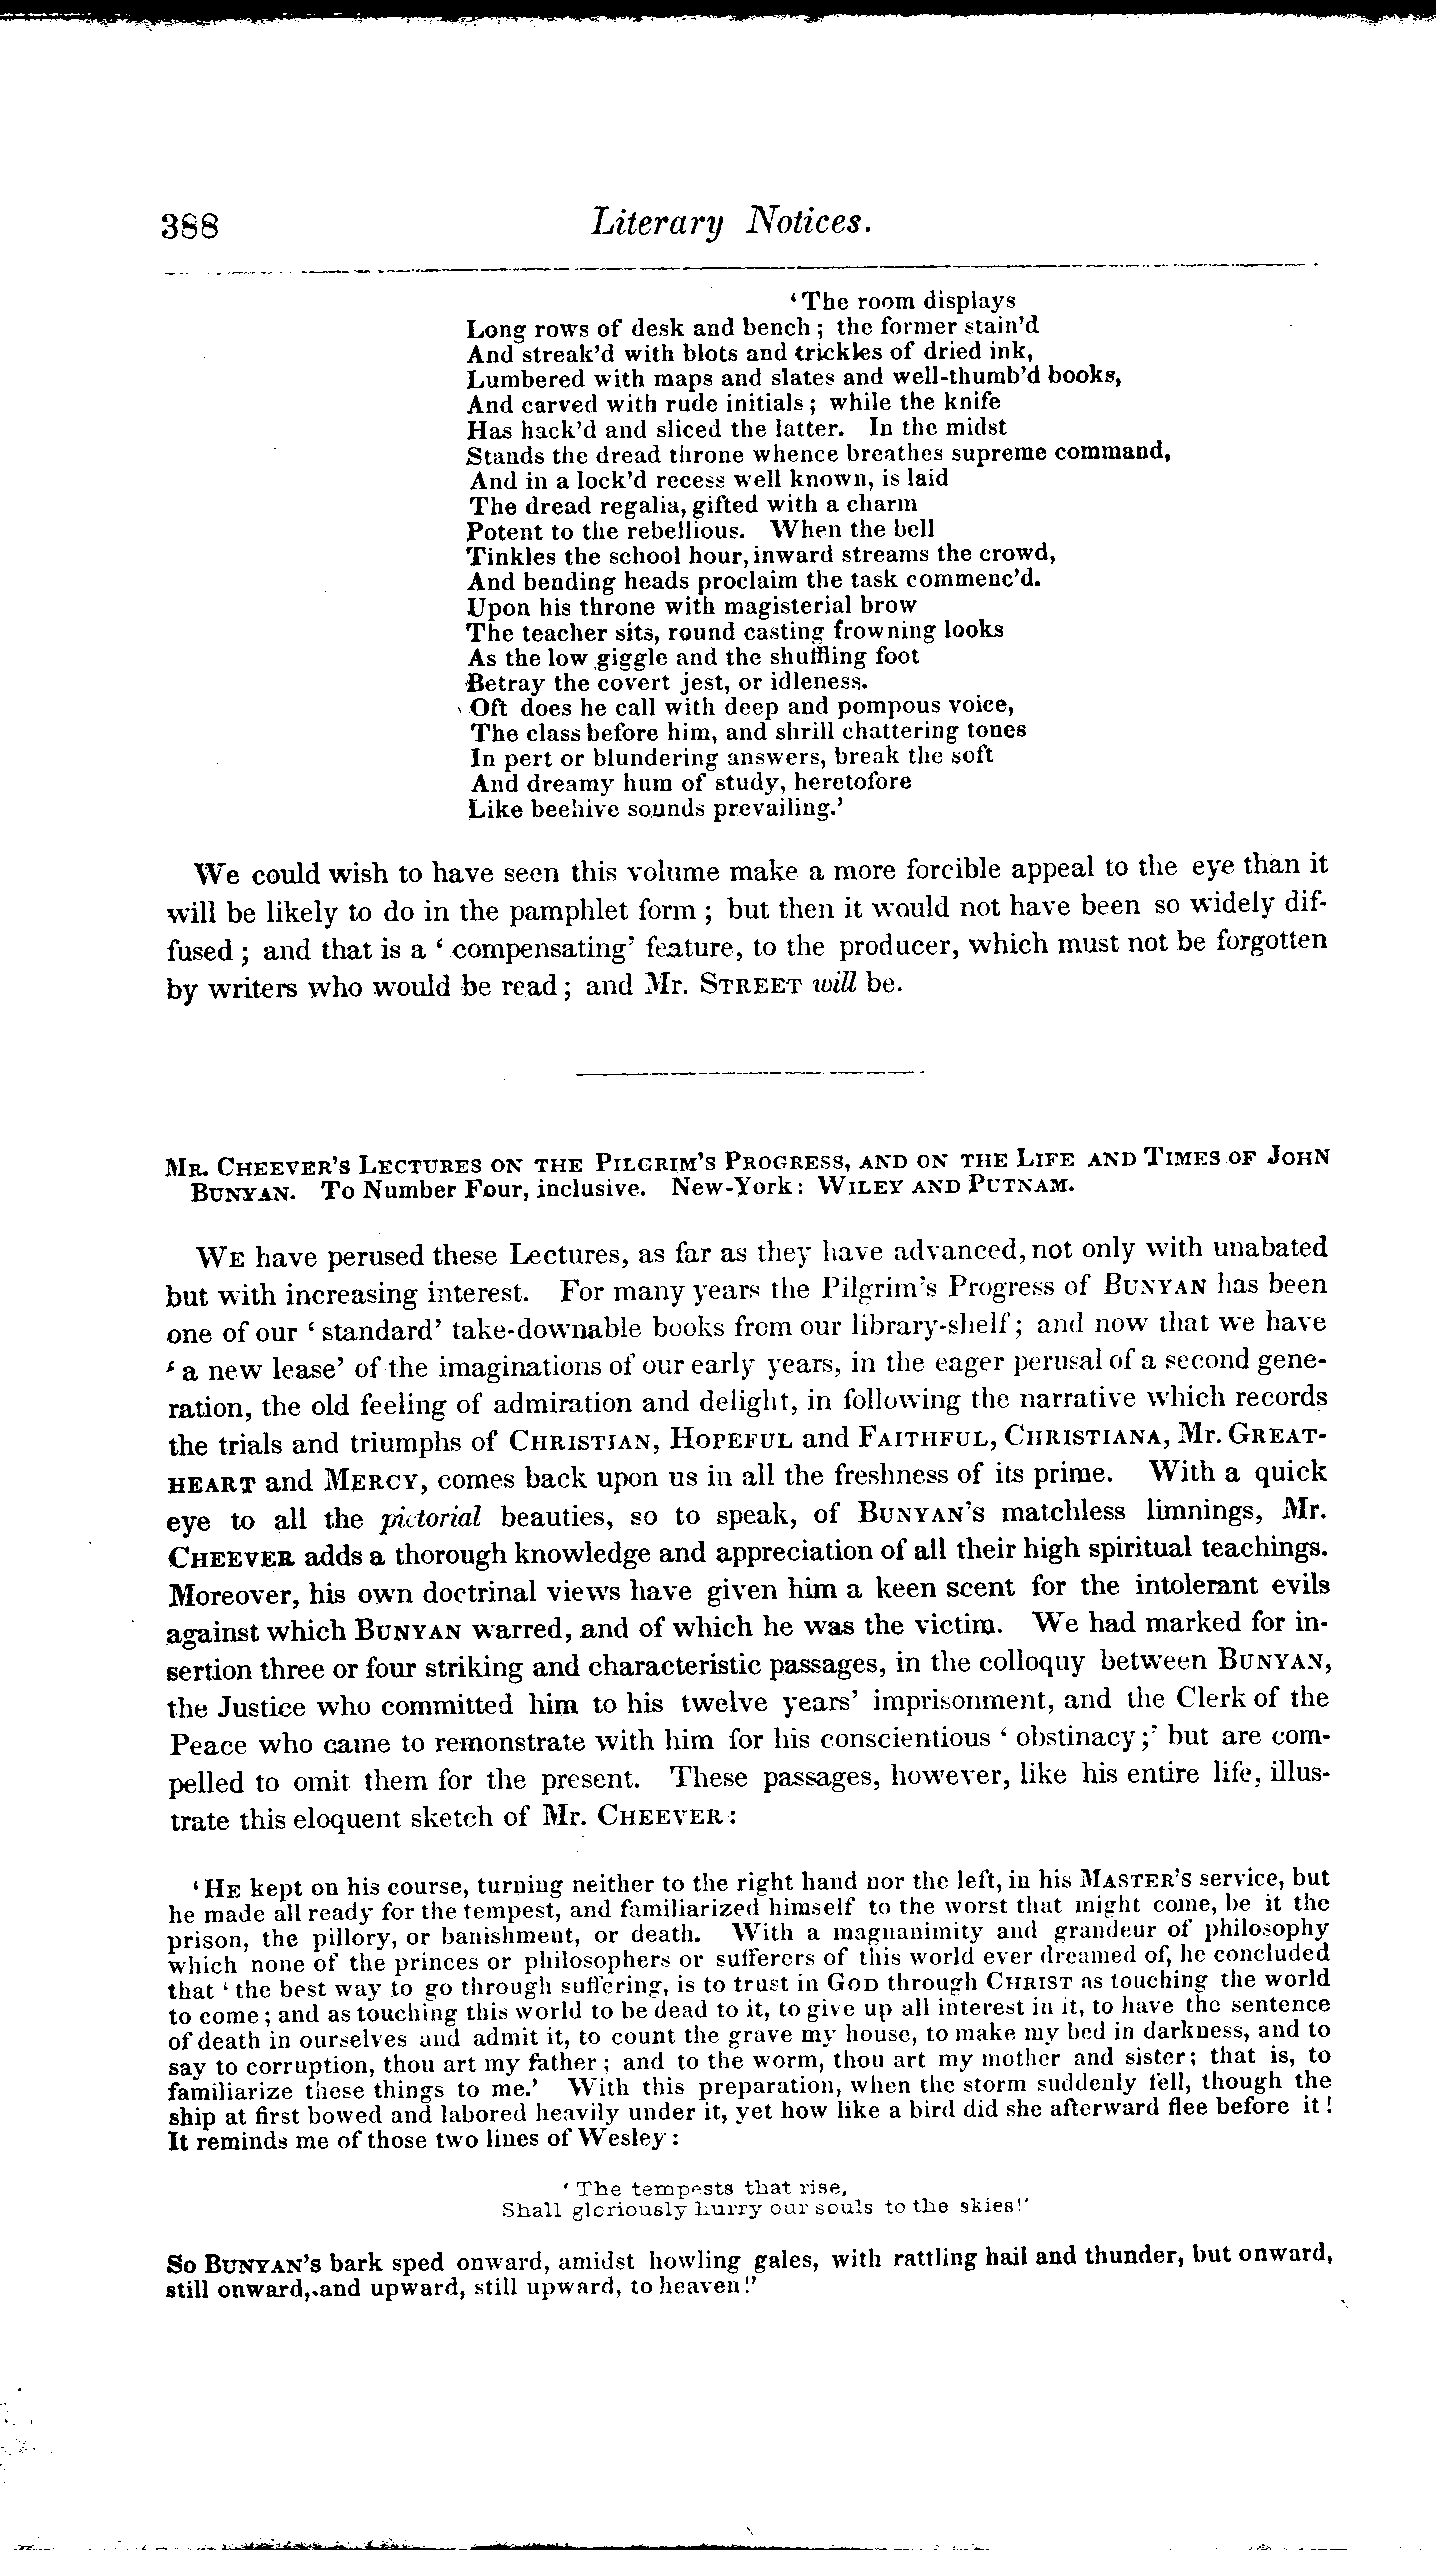 388 Literary Notices.
'The room displays
Long rows of desk and bench; the former stain'd
And streak'd with blots and trickles of dried ink,
Lumbered with maps and slates and well-thumb'd books,
And carved with rude initials; while the knife
Has hack'd and sliced the latter. In the midst
Stands the dread throne whence breathes supreme command,
And in a lock'd recess well known, is laid
The dread regalia, gifted with a charm
Potent to the rebellious. When the bell
Tinkles the school hour, inward streams the crowd,
And bending heads proclaim the task commenc'd.
Upon his throne with magisterial brow
The teacher sits, round casting frowning looks
As the low giggle and the shuffling foot
Betray the covert jest, or idleness.
Oft does he call with deep and pompous voice,
The class before him, and shrill chattering tones
In pert or blundering answers, break the soft
And dreamy hum of study, heretofore
Like beehive sounds prevailing.'
We could wish to have seen this volume make a more forcible appeal to the eye than it
will be likely to do in the pamphlet form; but then it would not have been so widely dif-
fused; and that is a 'compensating' feature, to the producer, which must not be forgotten
by writers who would be read; and Mr. STREET will be.
MR. CHEEVER'S LECTURES ON THE PILGRIM'S PROGRESS, AND ON THE LIFE AND TIMES OF JOHN
BUNYAN. To Number Four, inclusive. New-York: WILEY AND PUTNAM.
WE have perused these Lectures, as far as they have advanced, not only with unabated
but with increasing interest. For many years the Pilgrim's Progress of BUNYAN has been
one of our 'standard' take-downable books from our library-shelf; and now that we have
'a new lease' of the imaginations of our early years, in the eager perusal of a second gene-
ration, the old feeling of admiration and delight, in following the narrative which records
the trials and triumphs of CHRISTIAN, HOPEFUL and FAITHFUL, CHRISTIANA, Mr. GREAT-
HEART and MERCY, comes back upon us in all the freshness of its prime. With a quick
eye to all the pictorial beauties, so to speak, of BUNYAN'S matchless limnings, Mr.
CHEEVER adds a thorough knowledge and appreciation of all their high spiritual teachings.
Moreover, his own doctrinal views have given him a keen scent for the intolerant evils
against which BUNYAN warred, and of which he was the victim. We had marked for in-
sertion three or four striking and characteristic passages, in the colloquy between BUNYAN,
the Justice who committed him to his twelve years' imprisonment, and the Clerk of the
Peace who came to remonstrate with him for his conscientious 'obstinacy;' but are com-
pelled to omit them for the present. These passages, however, like his entire life, illus-
trate this eloquent sketch of Mr. CHEEVER:
'HE kept on his course, turning neither to the right hand nor the left, in his MASTER'S service, but
he made all ready for the tempest, and familiarized himself to the worst that might come, be it the
prison, the pillory, or banishment, or death. With a magnanimity and grandeur of philosophy
which none of the princes or philosophers or sufferers of this world ever dreamed of, he concluded
that 'the best way to go through suffering, is to trust in GOD through CHRIST as touching the world
to come; and as touching this world to be dead to it, to give up all interest in it, to have the sentence
of death in ourselves and admit it, to count the grave my house, to make my bed in darkness, and to
say to corruption, thou art my father; and to the worm, thou art my mother and sister; that is, to
familiarize these things to me.' With this preparation, when the storm suddenly fell, though the
ship at first bowed and labored heavily under it, yet how like a bird did she afterward flee before it!
It reminds me of those two lines of Wesley:
'The tempests that rise,
Shall gloriously hurry our souls to the skies!'
So BUNYAN'S bark sped onward, amidst howling gales, with rattling hail and thunder, but onward,
still onward, and upward, still upward, to heaven!'